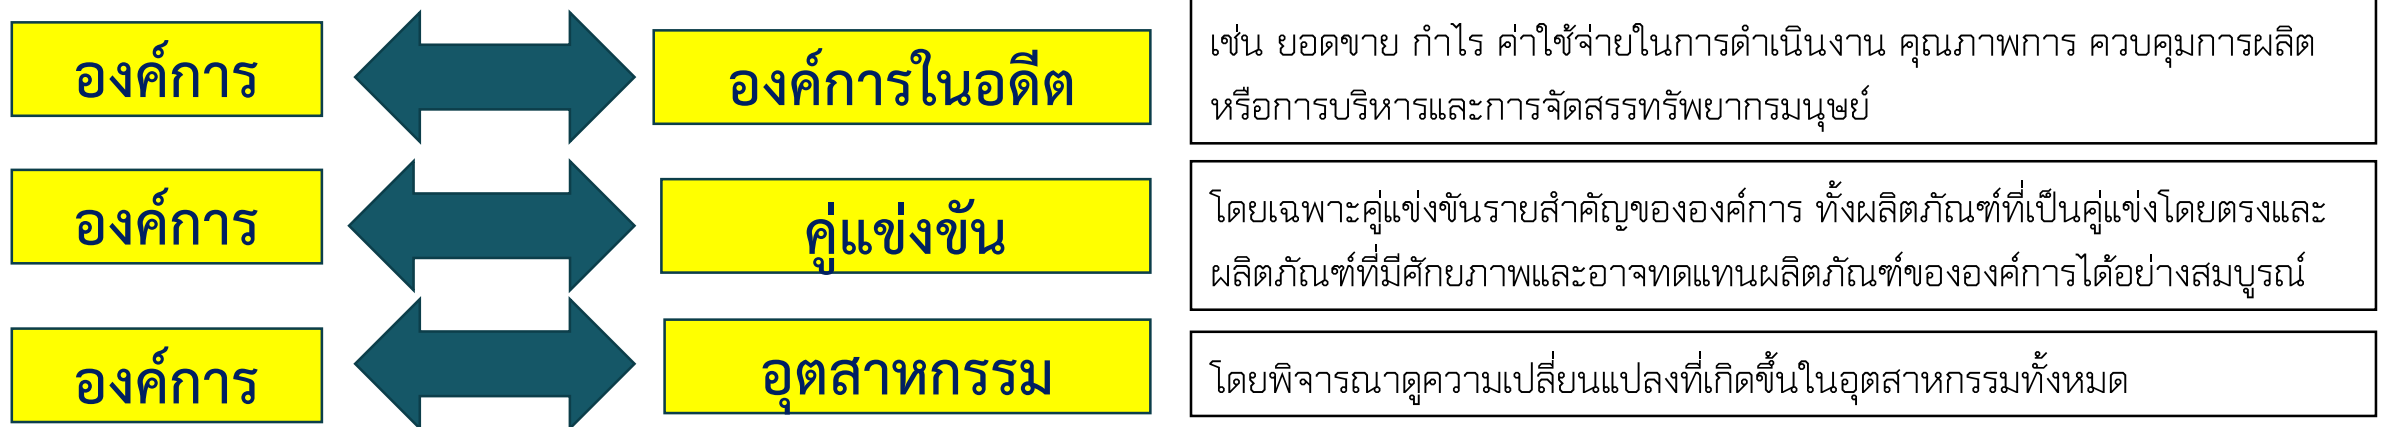 องค์การ
องค์การในอดีต
เช่น ยอดขาย กำไร ค่าใช้จ่ายในการดำเนินงาน คุณภาพการ ควบคุมการผลิต
หรือการบริหารและการจัดสรรทรัพยากรมนุษย์
องค์การ
คู่แข่งขัน
โดยเฉพาะคู่แข่งขันรายสำคัญขององค์การ ทั้งผลิตภัณฑ์ที่เป็นคู่แข่งโดยตรงและ
ผลิตภัณฑ์ที่มีศักยภาพและอาจทดแทนผลิตภัณฑ์ขององค์การได้อย่างสมบูรณ์
องค์การ
อุตสาหกรรม
โดยพิจารณาดูความเปลี่ยนแปลงที่เกิดขึ้นในอุตสาหกรรมทั้งหมด